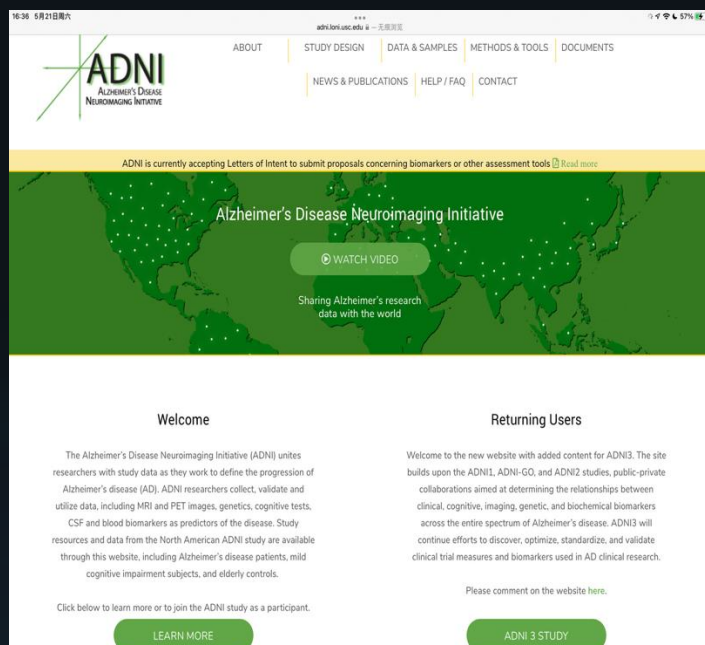 16:36 5月21日周六
adni.loni.usc.edu — 无痕浏览
57%
ADNI
ALZHEIMER'S DISEASE
NEUROIMAGING INITIATIVE
ABOUT STUDY DESIGN DATA & SAMPLES METHODS & TOOLS DOCUMENTS
NEWS & PUBLICATIONS HELP / FAQ CONTACT
ADNI is currently accepting Letters of Intent to submit proposals concerning biomarkers or other assessment tools Read more
Alzheimer's Disease Neuroimaging Initiative
WATCH VIDEO
Sharing Alzheimer's research
data with the world
Welcome
The Alzheimer's Disease Neuroimaging Initiative (ADNI) unites
researchers with study data as they work to define the progression of
Alzheimer's disease (AD). ADNI researchers collect, validate and
utilize data, including MRI and PET images, genetics, cognitive tests,
CSF and blood biomarkers as predictors of the disease. Study
resources and data from the North American ADNI study are available
through this website, including Alzheimer's disease patients, mild
cognitive impairment subjects, and elderly controls.
Click below to learn more or to join the ADNI study as a participant.
LEARN MORE
Returning Users
Welcome to the new website with added content for ADNI3. The site
builds upon the ADNI1, ADNI-GO, and ADNI2 studies, public-private
collaborations aimed at determining the relationships between
clinical, cognitive, imaging, genetic, and biochemical biomarkers
across the entire spectrum of Alzheimer's disease. ADNI3 will
continue efforts to discover, optimize, standardize, and validate
clinical trial measures and biomarkers used in AD clinical research.
Please comment on the website here.
ADNI 3 STUDY